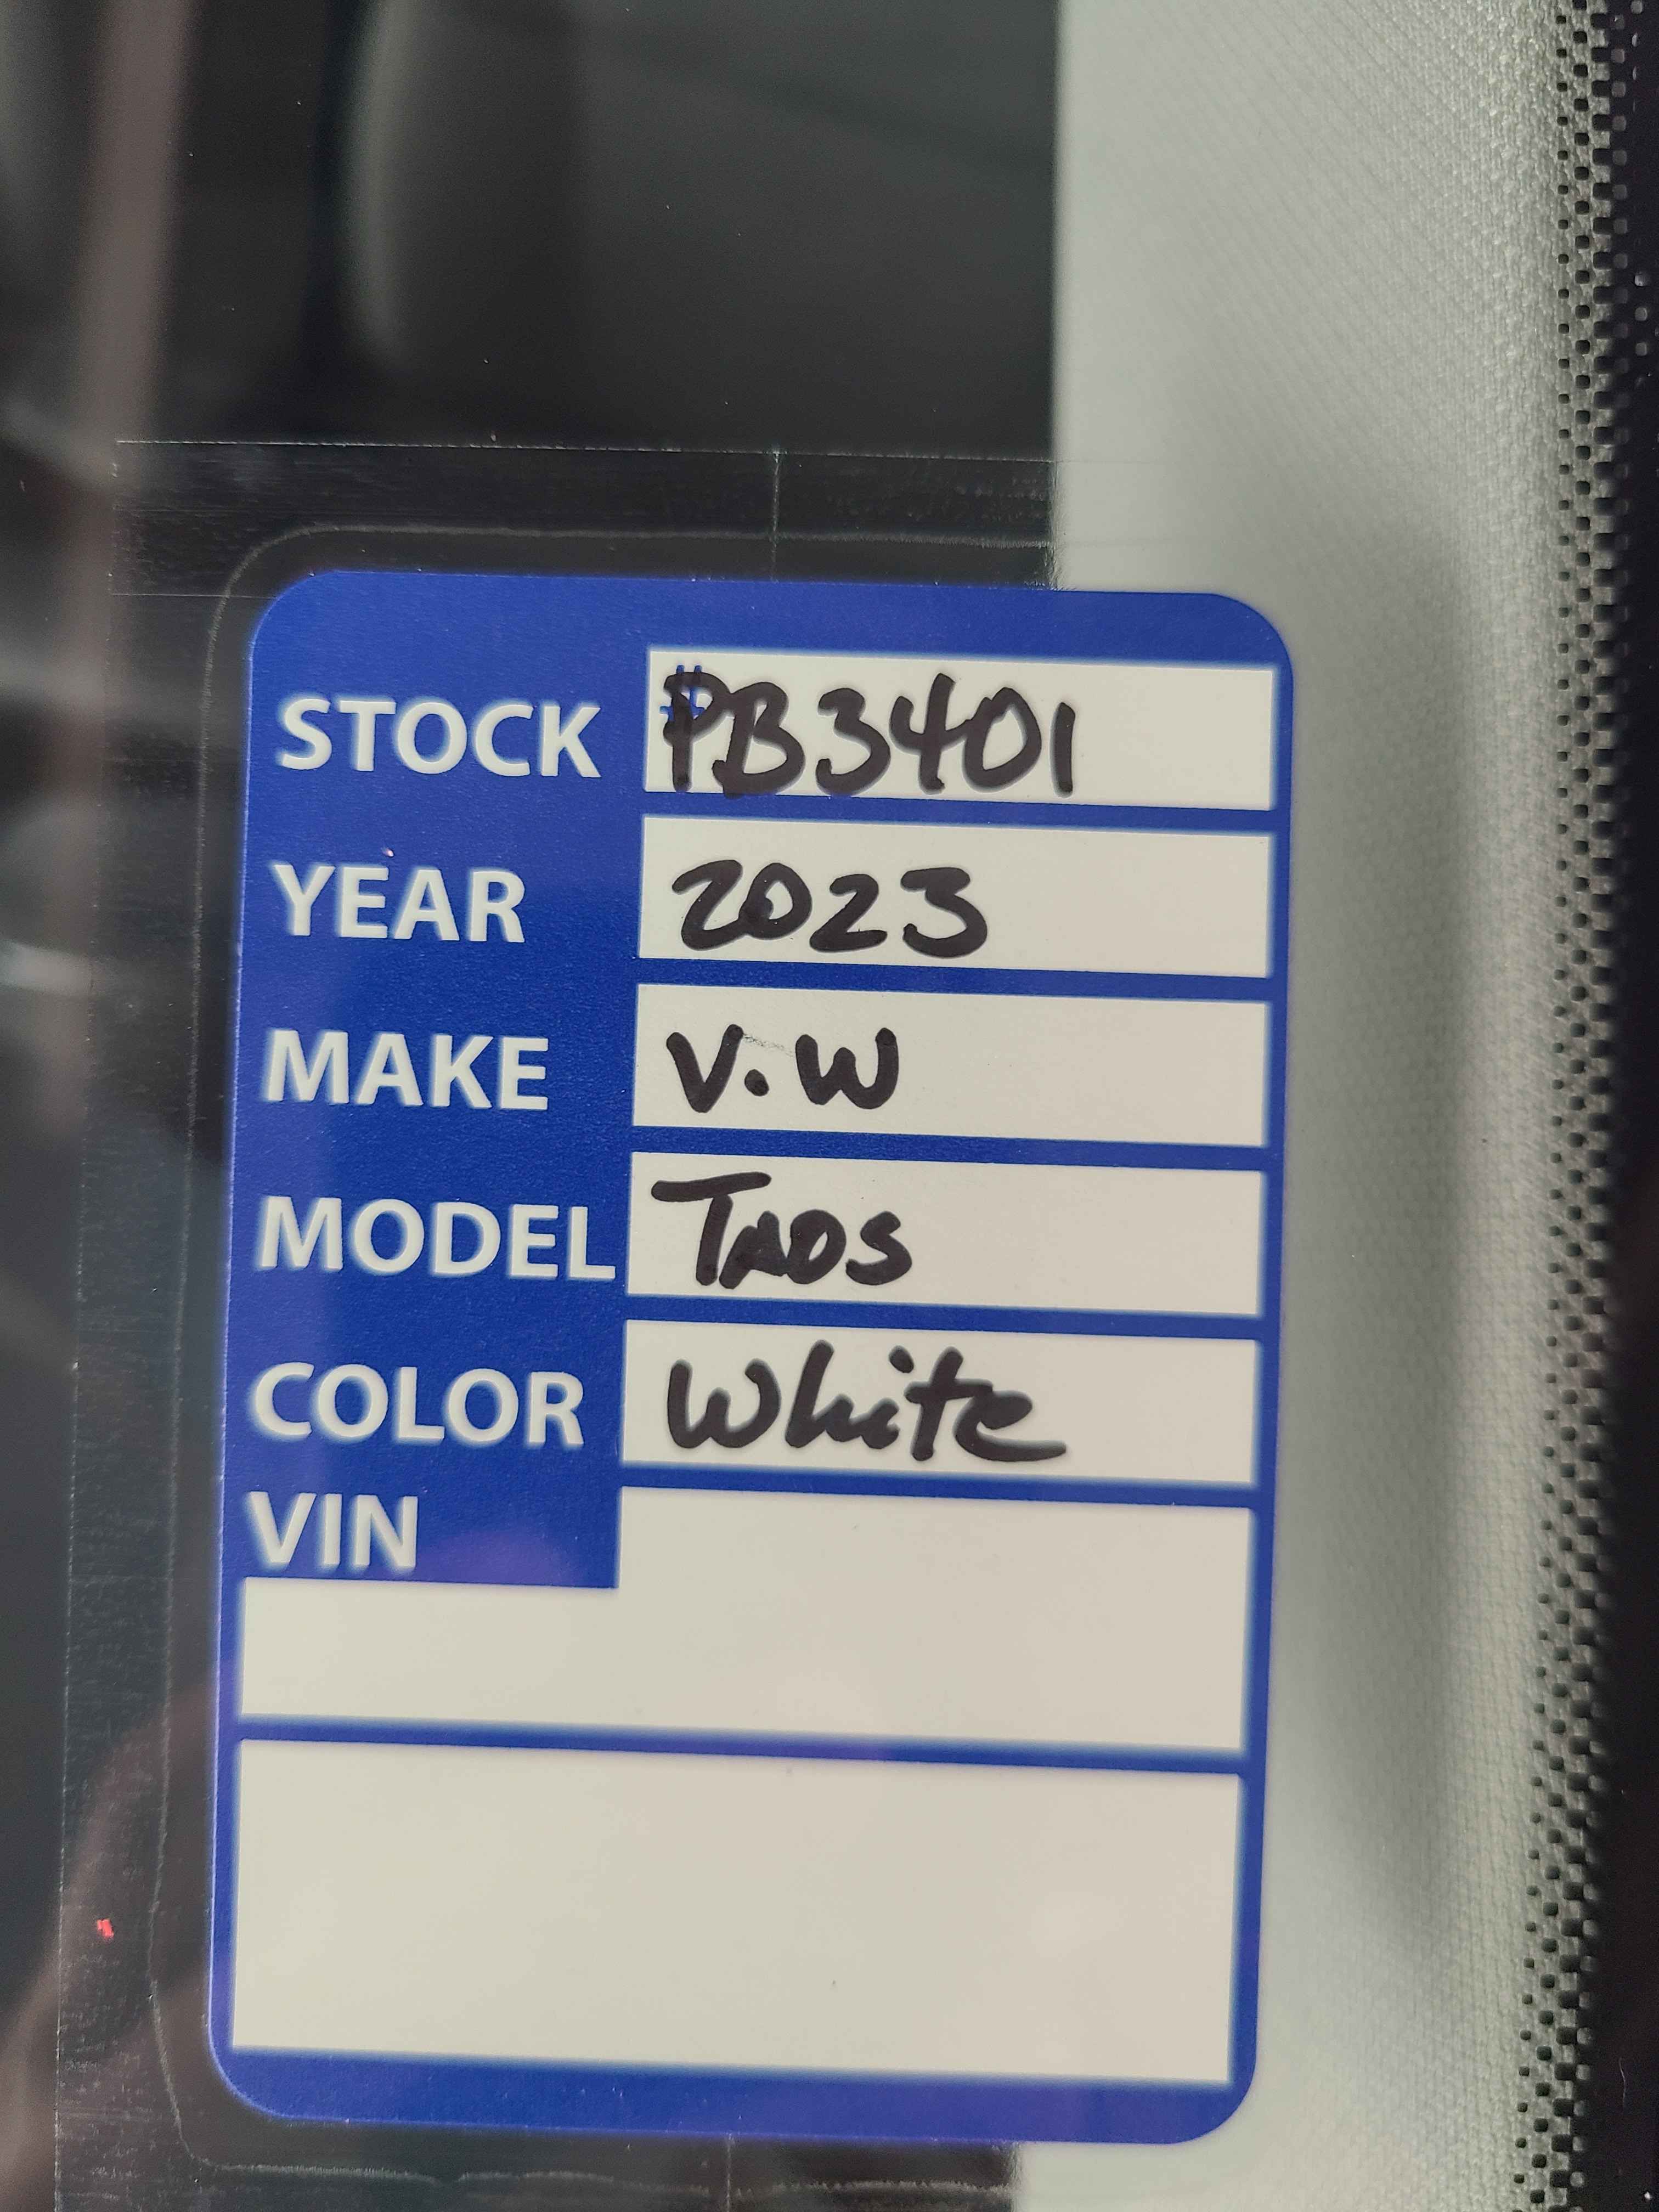 STOCK #PB3401
YEAR 2023
MAKE V.W
MODEL TAOS
COLOR White
VIN